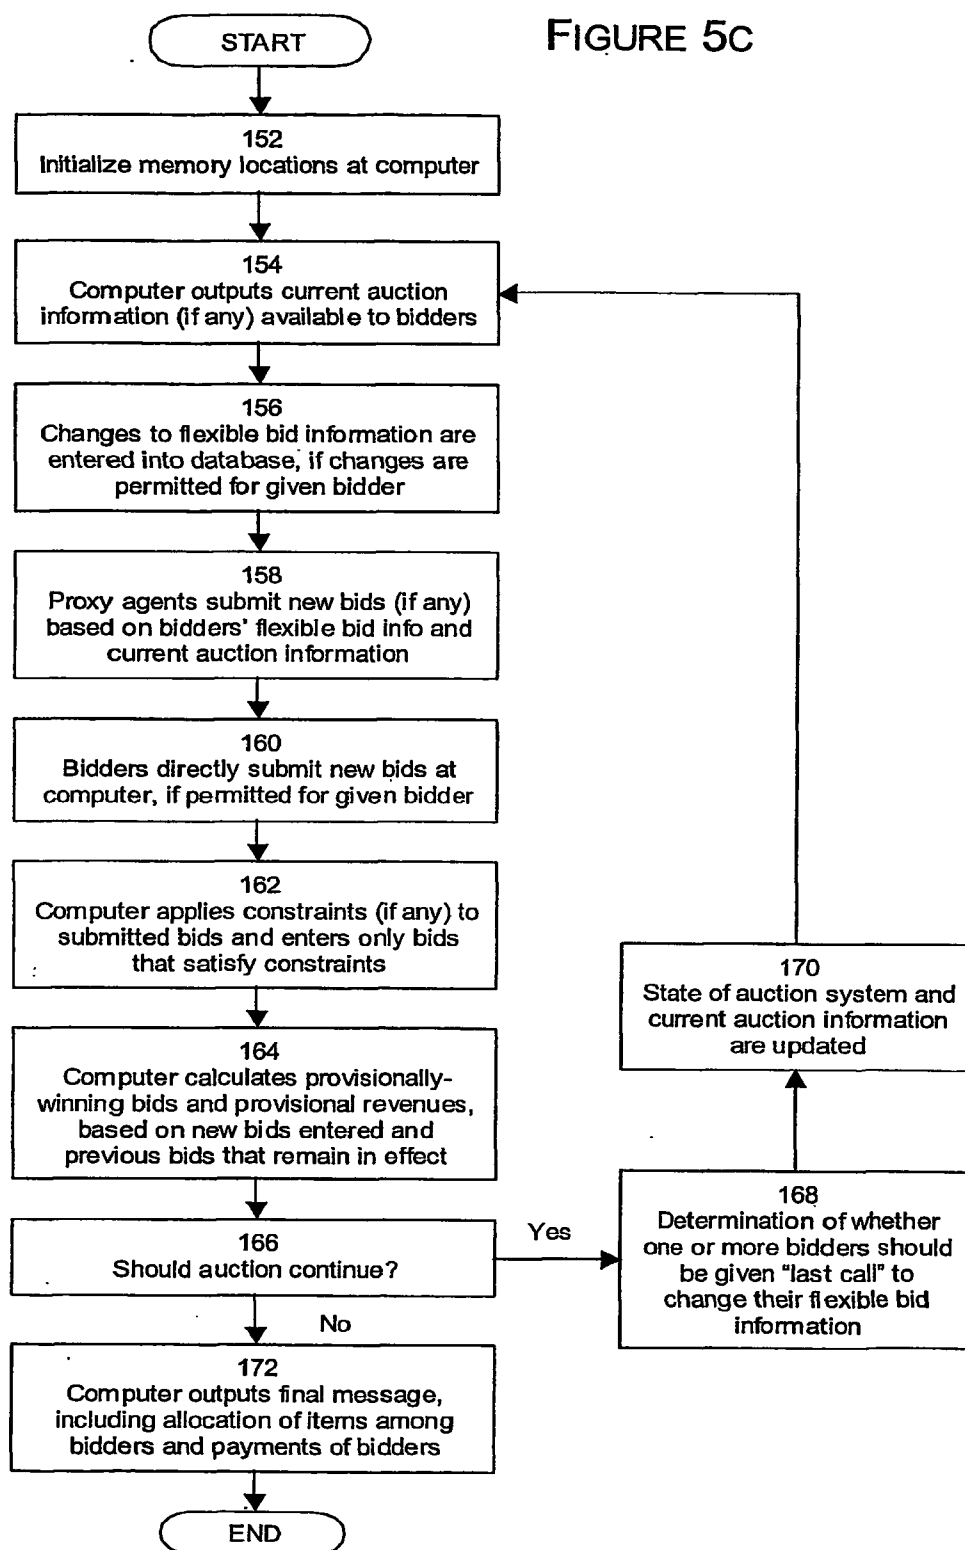 START
FIGURE 5C
152
Initialize memory locations at computer
154
Computer outputs current auction
information (if any) available to bidders
156
Changes to flexible bid information are
entered into database, if changes are
permitted for given bidder
158
Proxy agents submit new bids (if any)
based on bidders' flexible bid info and
current auction information
160
Bidders directly submit new bids at
computer, if permitted for given bidder
162
Computer applies constraints (if any) to
submitted bids and enters only bids
that satisfy constraints
164
Computer calculates provisionally-
winning bids and provisional revenues,
based on new bids entered and
previous bids that remain in effect
166
Should auction continue?
Yes
No
168
Determination of whether
one or more bidders should
be given "last call" to
change their flexible bid
information
170
State of auction system and
current auction information
are updated
172
Computer outputs final message,
including allocation of items among
bidders and payments of bidders
END